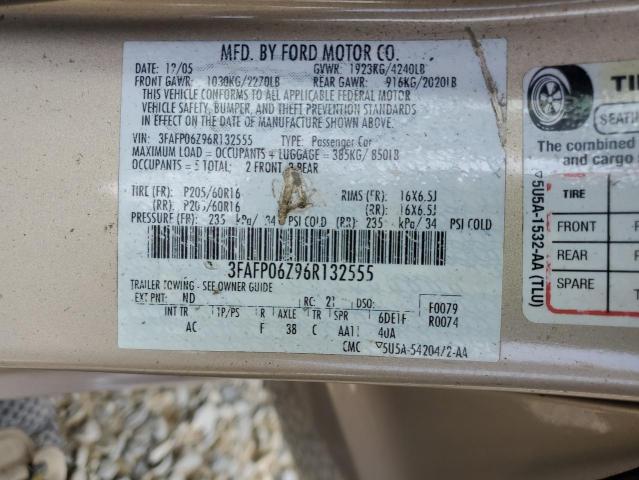 MFD. BY FORD MOTOR CO.
12/05 GVWR: 1923KG/4240LB
FRONT GAWR: 1030KG/2270LB REAR GAWR: 916KG/2020LB
THIS VEHICLE CONFORMS TO ALL APPLICABLE FEDERAL MOTOR
VEHICLE SAFETY, BUMPER, AND THEFT PREVENTION STANDARDS
IN EFFECT ON THE DATE OF MANUFACTURE SHOWN ABOVE.
VIN: 3FAFP06Z96R132555 TYPE: Passenger Car
MAXIMUM LOAD = OCCUPANTS + LUGGAGE = 385KG/850LB
OCCUPANTS = 5 TOTAL: 2 FRONT 3 REAR
TIRE (FR): P205/60R16 RIMS (FR): 16X6.5J
(RR): P205/60R16 (RR): 16X6.5J
PRESSURE (FR): 235 kPa/ 34 PSI COLD (RR): 235 kPa/ 34 PSI COLD
3FAFP06Z96R132555
TRAILER TOWING - SEE OWNER GUIDE
EXT PNT: ND RC: 21 DSO: F0079
INT TR TP/PS R AXLE TR SPR 6DE1F R0074
AC F 38 C AA11 40A
CMC 5U5A-54204/2-AA
5U5A-1532-AA (TLU)
TI
SEATIN
The combined
and cargo
TIRE
FRONT
REAR
SPARE